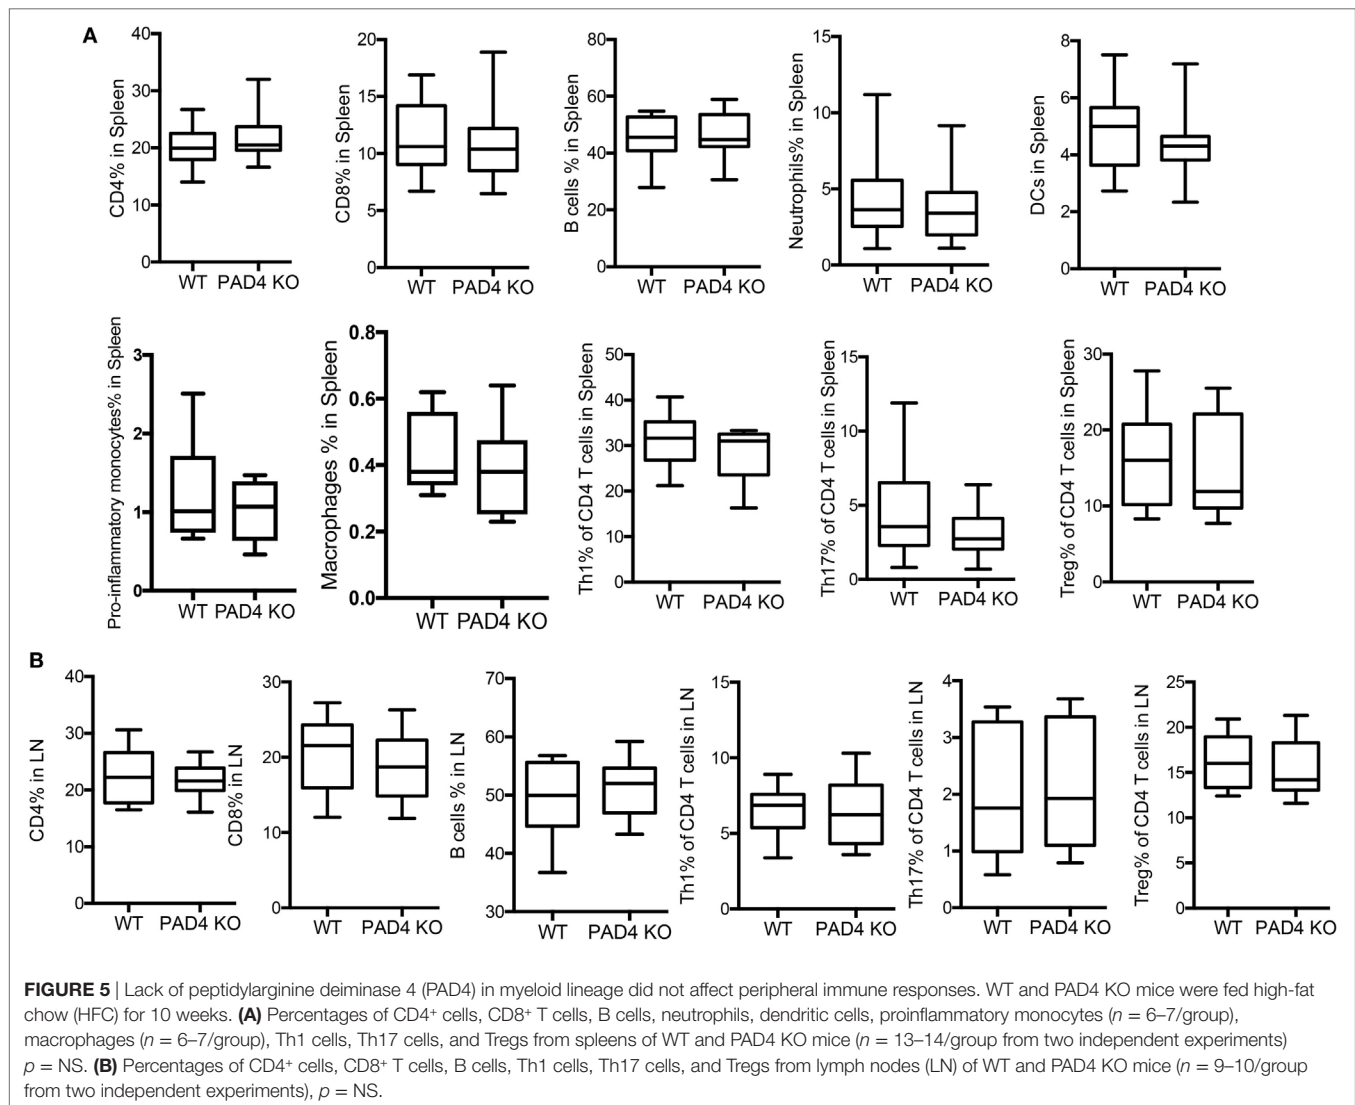 A
CD4% in Spleen
40
30
20
10
0
WT PAD4 KO
CD8% in Spleen
20
15
10
5
0
WT PAD4 KO
B cells % in Spleen
80
60
40
20
0
WT PAD4 KO
Neutrophils% in Spleen
15
10
5
0
WT PAD4 KO
DCs in Spleen
8
6
4
2
0
WT PAD4 KO
Pro-inflammatory monocytes% in Spleen
3
2
1
0
WT PAD4 KO
Macrophages % in Spleen
0.8
0.6
0.4
0.2
0.0
WT PAD4 KO
Th1% of CD4 T cells in Spleen
50
40
30
20
10
0
WT PAD4 KO
Th17% of CD4 T cells in Spleen
15
10
5
0
WT PAD4 KO
Treg% of CD4 T cells in Spleen
30
20
10
0
WT PAD4 KO
B
CD4% in LN
40
30
20
10
0
WT PAD4 KO
CD8% in LN
30
20
10
0
WT PAD4 KO
B cells % in LN
70
60
50
40
30
WT PAD4 KO
Th1% of CD4 T cells in LN
15
10
5
0
WT PAD4 KO
Th17% of CD4 T cells in LN
4
3
2
1
0
WT PAD4 KO
Treg% of CD4 T cells in LN
25
20
15
10
5
0
WT PAD4 KO
FIGURE 5 | Lack of peptidylarginine deiminase 4 (PAD4) in myeloid lineage did not affect peripheral immune responses. WT and PAD4 KO mice were fed high-fat
chow (HFC) for 10 weeks. (A) Percentages of CD4⁺ cells, CD8⁺ T cells, B cells, neutrophils, dendritic cells, proinflammatory monocytes (n = 6–7/group),
macrophages (n = 6–7/group), Th1 cells, Th17 cells, and Tregs from spleens of WT and PAD4 KO mice (n = 13–14/group from two independent experiments)
p = NS. (B) Percentages of CD4⁺ cells, CD8⁺ T cells, B cells, Th1 cells, Th17 cells, and Tregs from lymph nodes (LN) of WT and PAD4 KO mice (n = 9–10/group
from two independent experiments), p = NS.